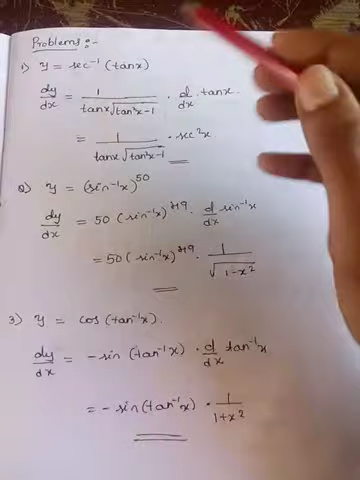 Problems :-
1) y = sec⁻¹ (tanx)
dy/dx = 1/(tanx√(tan²x-1)) · d/dx · tanx.
= 1/(tanx √(tan²x-1)) · sec²x
2) y = (sin⁻¹x)⁵⁰
dy/dx = 50 (sin⁻¹x)⁴⁹ · d/dx sin⁻¹x
= 50 (sin⁻¹x)⁴⁹ · 1/√(1-x²)
3) y = cos (tan⁻¹x).
dy/dx = -sin (tan⁻¹x) · d/dx tan⁻¹x
= - sin(tan⁻¹x) · 1/(1+x²)